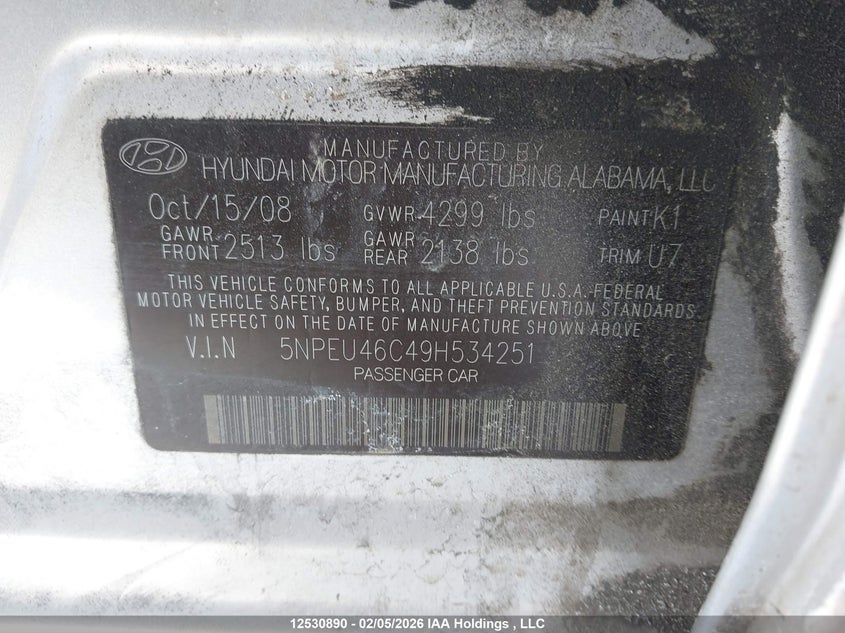 MANUFACTURED BY
HYUNDAI MOTOR MANUFACTURING ALABAMA, LLC
Oct/15/08 GVWR 4299 lbs PAINT K1
GAWR FRONT 2513 lbs GAWR REAR 2138 lbs TRIM U7
THIS VEHICLE CONFORMS TO ALL APPLICABLE U.S.A. FEDERAL
MOTOR VEHICLE SAFETY, BUMPER, AND THEFT PREVENTION STANDARDS
IN EFFECT ON THE DATE OF MANUFACTURE SHOWN ABOVE
V.I.N 5NPEU46C49H534251
PASSENGER CAR
12530890 - 02/05/2026 IAA Holdings , LLC